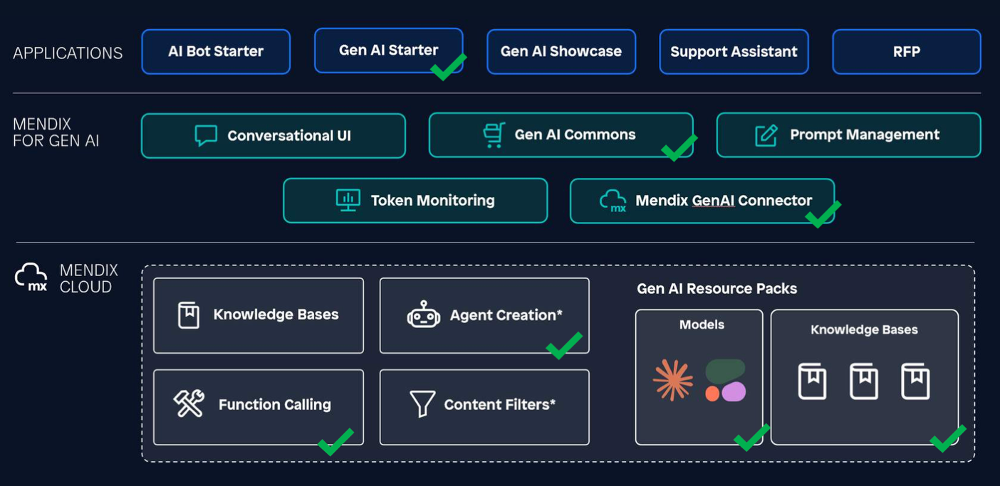 APPLICATIONS
AI Bot Starter
Gen AI Starter
Gen AI Showcase
Support Assistant
RFP
MENDIX
FOR GEN AI
Conversational UI
Gen AI Commons
Prompt Management
Token Monitoring
mx
Mendix GenAI Connector
mx
MENDIX
CLOUD
Knowledge Bases
Agent Creation*
Function Calling
Content Filters*
Gen AI Resource Packs
Models
Knowledge Bases